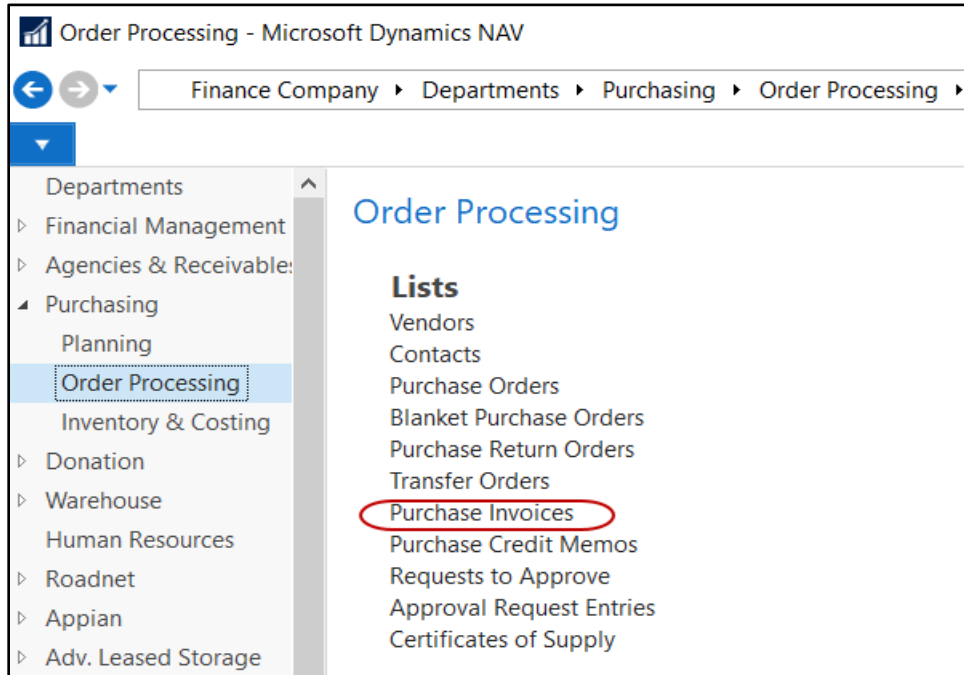 Order Processing - Microsoft Dynamics NAV
Finance Company Departments Purchasing Order Processing
Departments
Financial Management
Agencies & Receivables
Purchasing
Planning
Order Processing
Inventory & Costing
Donation
Warehouse
Human Resources
Roadnet
Appian
Adv. Leased Storage
Order Processing
Lists
Vendors
Contacts
Purchase Orders
Blanket Purchase Orders
Purchase Return Orders
Transfer Orders
Purchase Invoices
Purchase Credit Memos
Requests to Approve
Approval Request Entries
Certificates of Supply